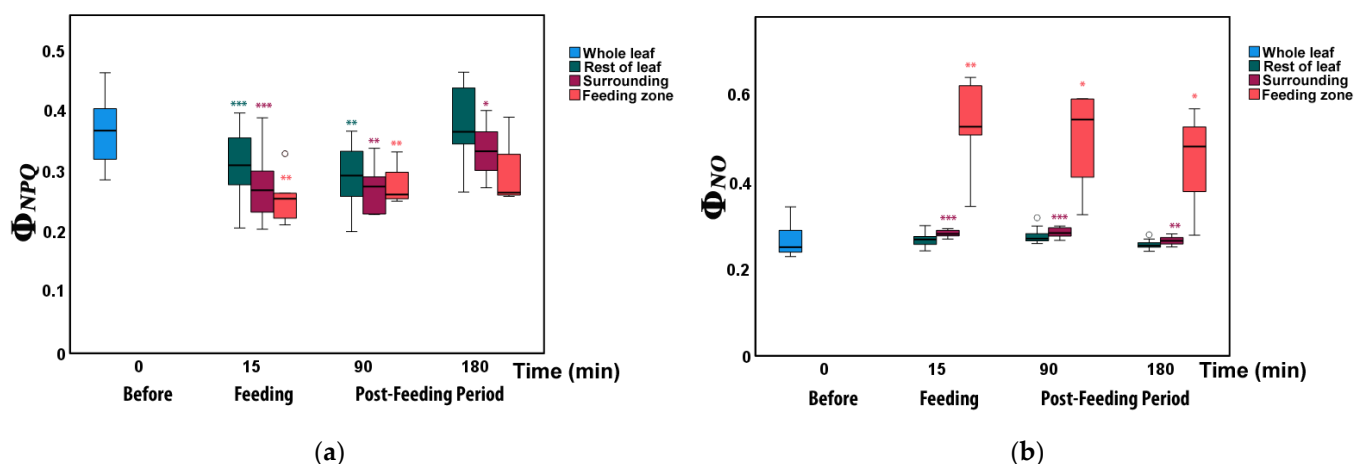 0.5
0.4
0.3
0.2
0.1
0
Φ_NPQ
***
***
**
**
**
**
*
Whole leaf
Rest of leaf
Surrounding
Feeding zone
0
15
90
180
Time (min)
Before
Feeding
Post-Feeding Period
(a)
0.6
0.4
0.2
0
Φ_NO
***
**
***
*
**
*
Whole leaf
Rest of leaf
Surrounding
Feeding zone
0
15
90
180
Time (min)
Before
Feeding
Post-Feeding Period
(b)